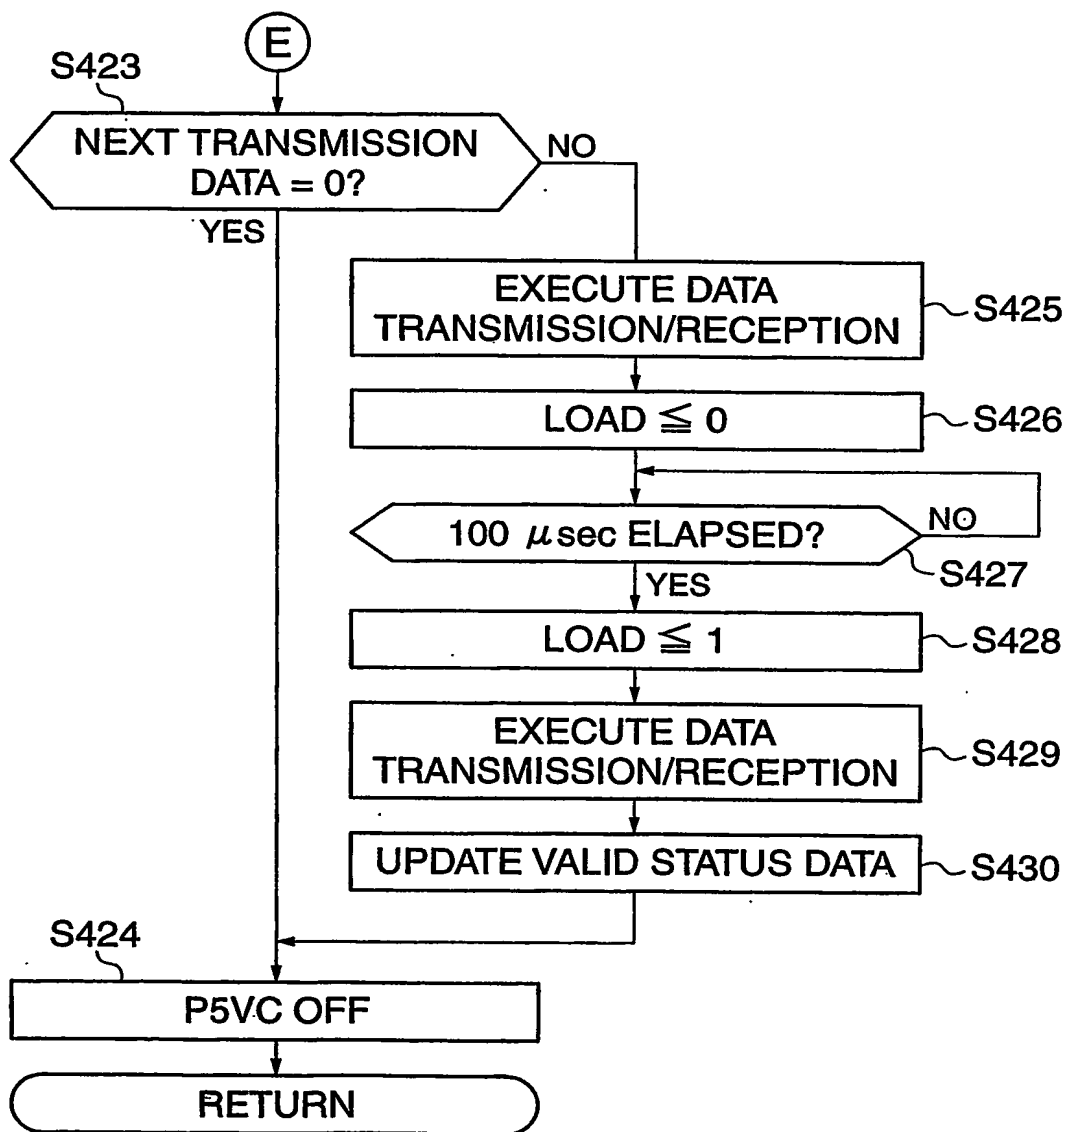 E
S423
NEXT TRANSMISSION
DATA = 0?
NO
YES
EXECUTE DATA
TRANSMISSION/RECEPTION
S425
LOAD ≦ 0
S426
100 μsec ELAPSED?
NO
S427
YES
LOAD ≦ 1
S428
EXECUTE DATA
TRANSMISSION/RECEPTION
S429
UPDATE VALID STATUS DATA
S430
S424
P5VC OFF
RETURN